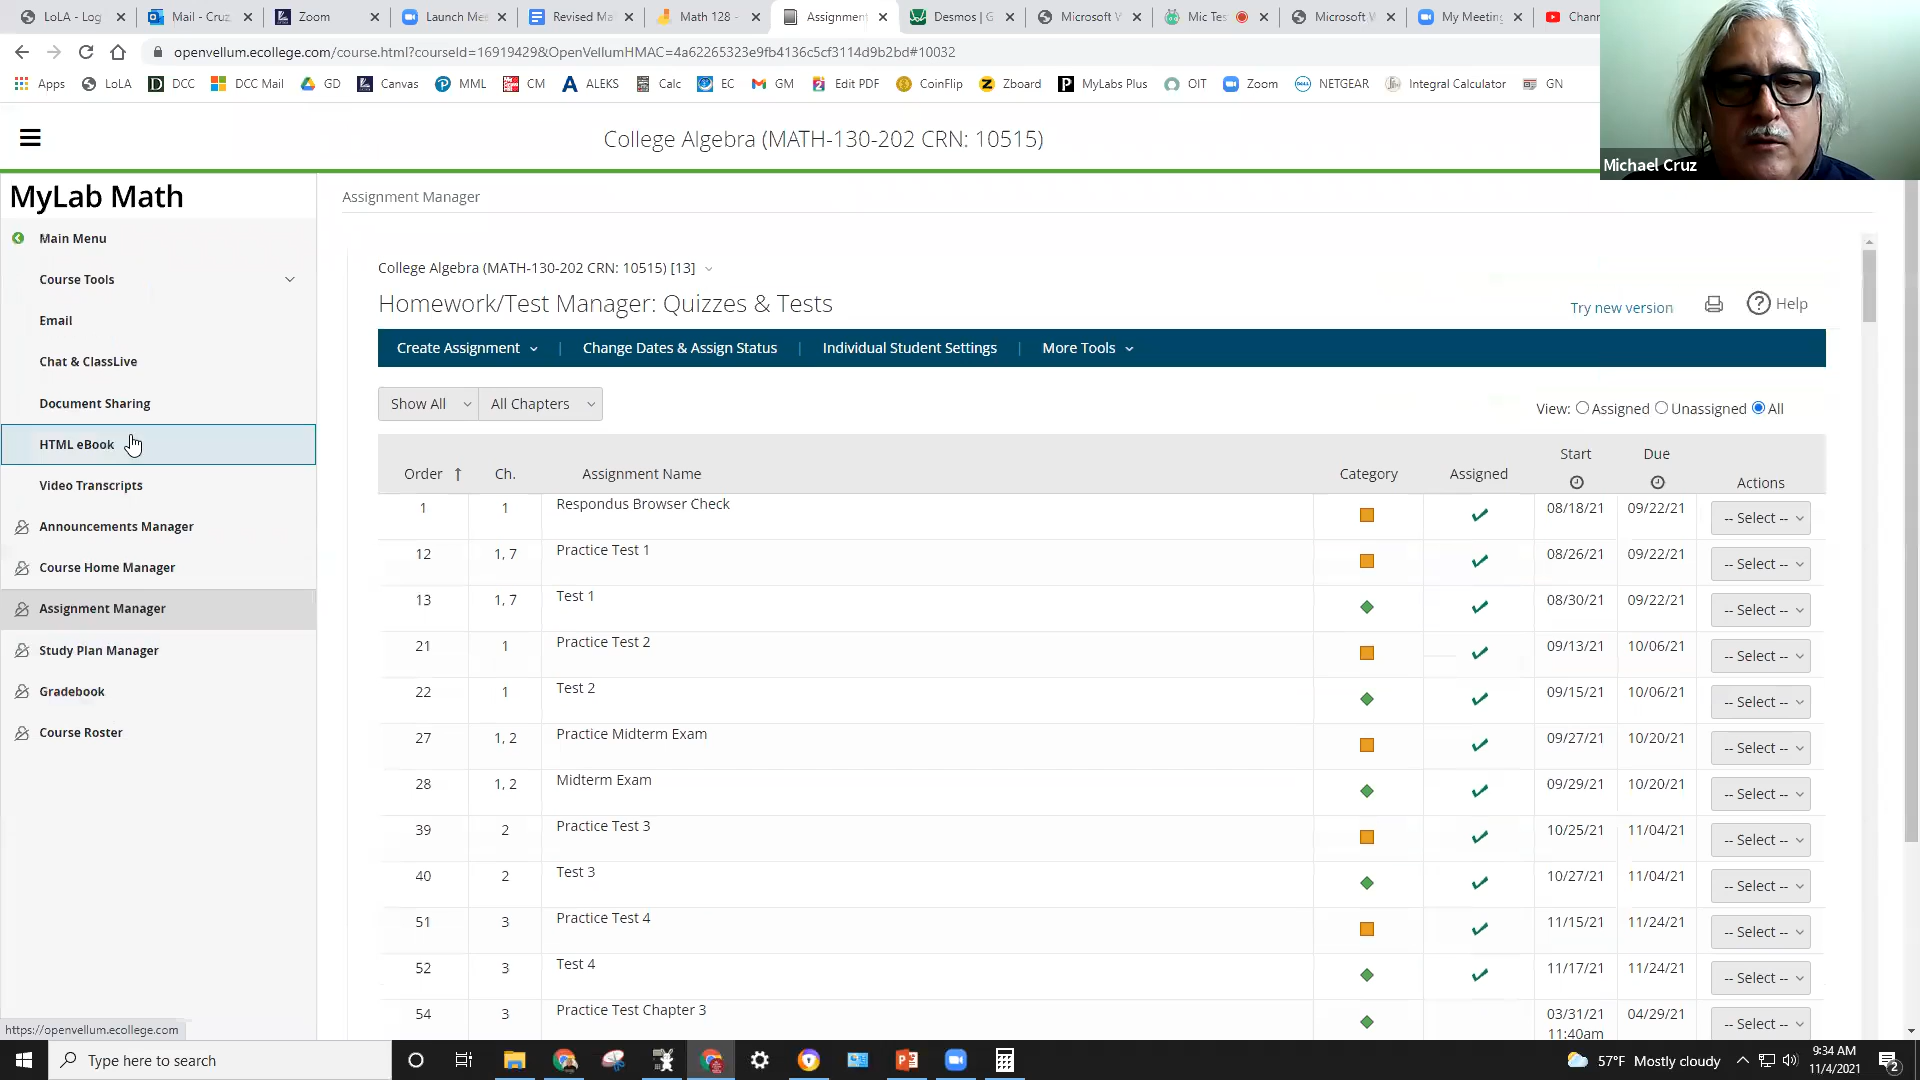 LoLA - Log
Mail - Cruz,
Zoom
Launch Me
Revised Ma
Math 128 -
Assignment
Desmos | G
Microsoft V
Mic Tes
Microsoft W
My Meeting
Chann
openvellum.ecollege.com/course.html?courseId=16919429&OpenVellumHMAC=4a62265323e9fb4136c5cf3114d9b2bd#10032
Apps LoLA DCC DCC Mail GD Canvas MML CM ALEKS Calc EC GM Edit PDF CoinFlip Zboard MyLabs Plus OIT Zoom NETGEAR Integral Calculator GN
Michael Cruz
College Algebra (MATH-130-202 CRN: 10515)
MyLab Math
Main Menu
Course Tools
Email
Chat & ClassLive
Document Sharing
HTML eBook
Video Transcripts
Announcements Manager
Course Home Manager
Assignment Manager
Study Plan Manager
Gradebook
Course Roster
https://openvellum.ecollege.com
Assignment Manager
College Algebra (MATH-130-202 CRN: 10515) [13]
Homework/Test Manager: Quizzes & Tests
Try new version
? Help
Create Assignment | Change Dates & Assign Status | Individual Student Settings | More Tools
Show All All Chapters
View: Assigned Unassigned All
Order ↑ Ch. Assignment Name Category Assigned Start Due Actions
1 1 Respondus Browser Check 08/18/21 09/22/21 -- Select --
12 1, 7 Practice Test 1 08/26/21 09/22/21 -- Select --
13 1, 7 Test 1 08/30/21 09/22/21 -- Select --
21 1 Practice Test 2 09/13/21 10/06/21 -- Select --
22 1 Test 2 09/15/21 10/06/21 -- Select --
27 1, 2 Practice Midterm Exam 09/27/21 10/20/21 -- Select --
28 1, 2 Midterm Exam 09/29/21 10/20/21 -- Select --
39 2 Practice Test 3 10/25/21 11/04/21 -- Select --
40 2 Test 3 10/27/21 11/04/21 -- Select --
51 3 Practice Test 4 11/15/21 11/24/21 -- Select --
52 3 Test 4 11/17/21 11/24/21 -- Select --
54 3 Practice Test Chapter 3 03/31/21 04/29/21 -- Select --
11:40am
Type here to search
57°F Mostly cloudy
9:34 AM
11/4/2021
2